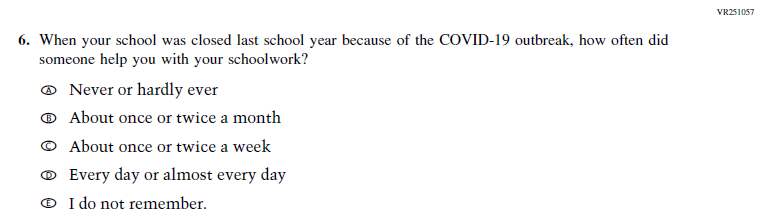 VR251057
6. When your school was closed last school year because of the COVID-19 outbreak, how often did
someone help you with your schoolwork?
A Never or hardly ever
B About once or twice a month
C About once or twice a week
D Every day or almost every day
E I do not remember.